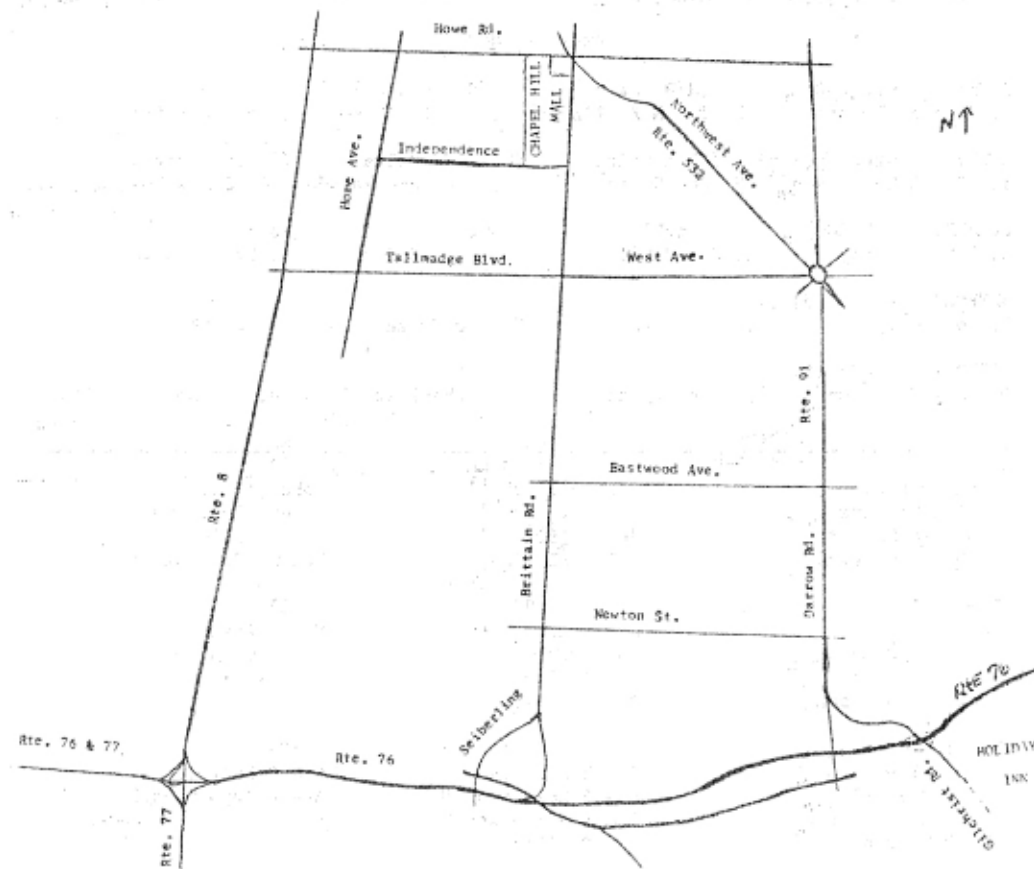 Howe Rd.
CHAPEL HILL
MALL
Northwest Ave.
Rte. 532
N↑
Independence
Howe Ave.
Tallmadge Blvd.
West Ave.
Rte. 91
Eastwood Ave.
Rte. 8
Brittain Rd.
Darrow Rd.
Newton St.
Seiberling
RtE 76
Rte. 76 & 77
Rte. 76
HOLIDAY
INN
Gilchrist Rd.
Rte. 77